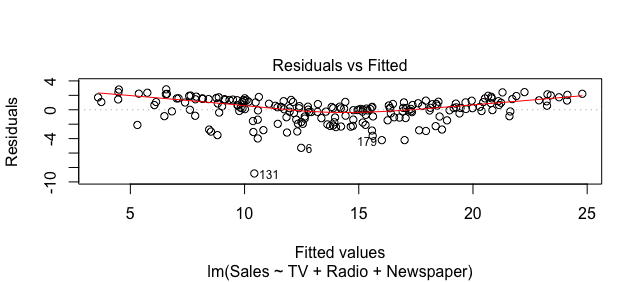 Residuals vs Fitted
Residuals
4
0
-4
-10
131
6
179
5 10 15 20 25
Fitted values
lm(Sales ~ TV + Radio + Newspaper)